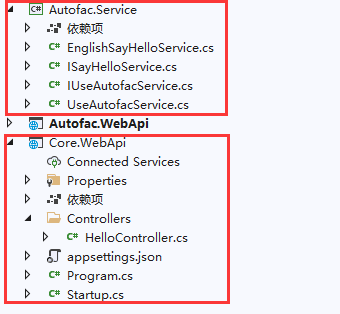 C# Autofac.Service
依赖项
C# EnglishSayHelloService.cs
C# ISayHelloService.cs
C# IUseAutofacService.cs
C# UseAutofacService.cs
Autofac.WebApi
Core.WebApi
Connected Services
Properties
依赖项
Controllers
C# HelloController.cs
appsettings.json
C# Program.cs
C# Startup.cs